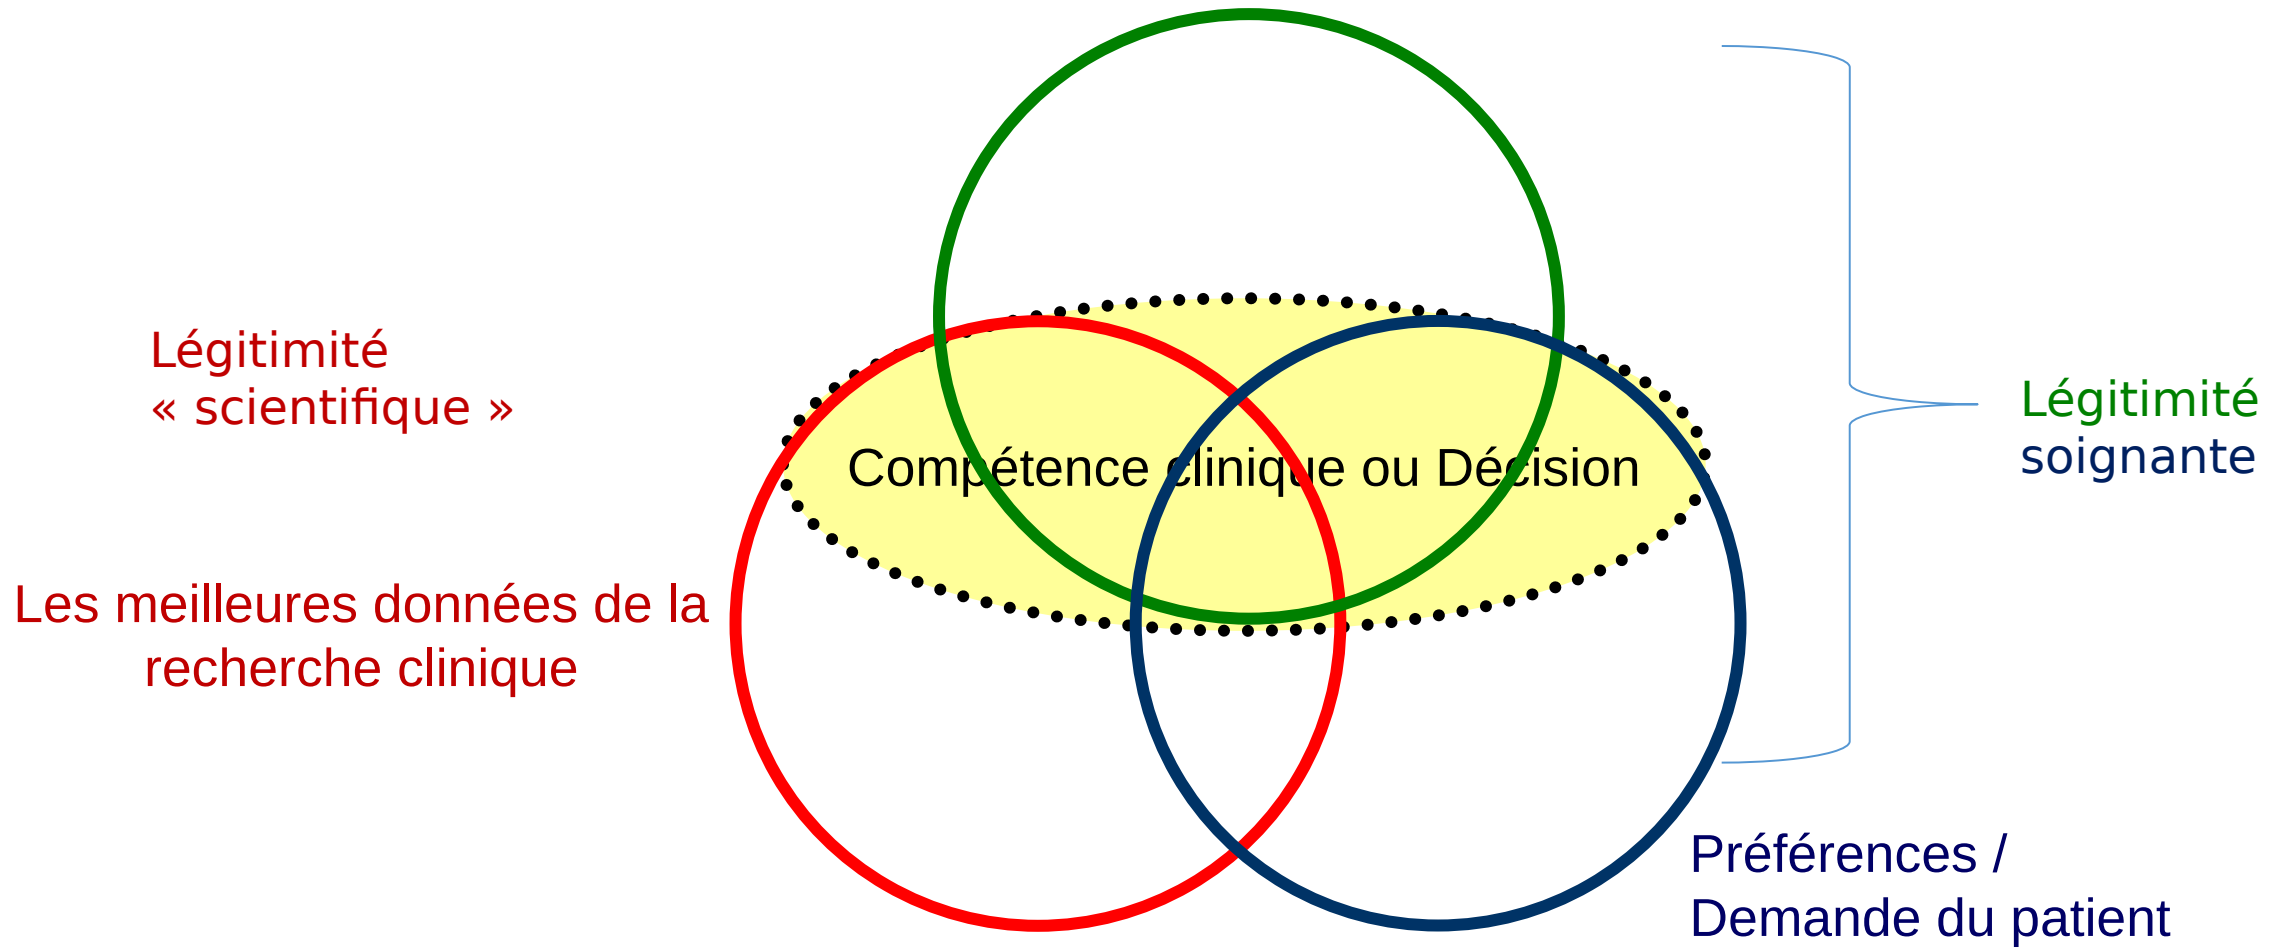 Légitimité
« scientifique »
Légitimité
soignante
Compétence clinique ou Décision
Les meilleures données de la
recherche clinique
Préférences /
Demande du patient